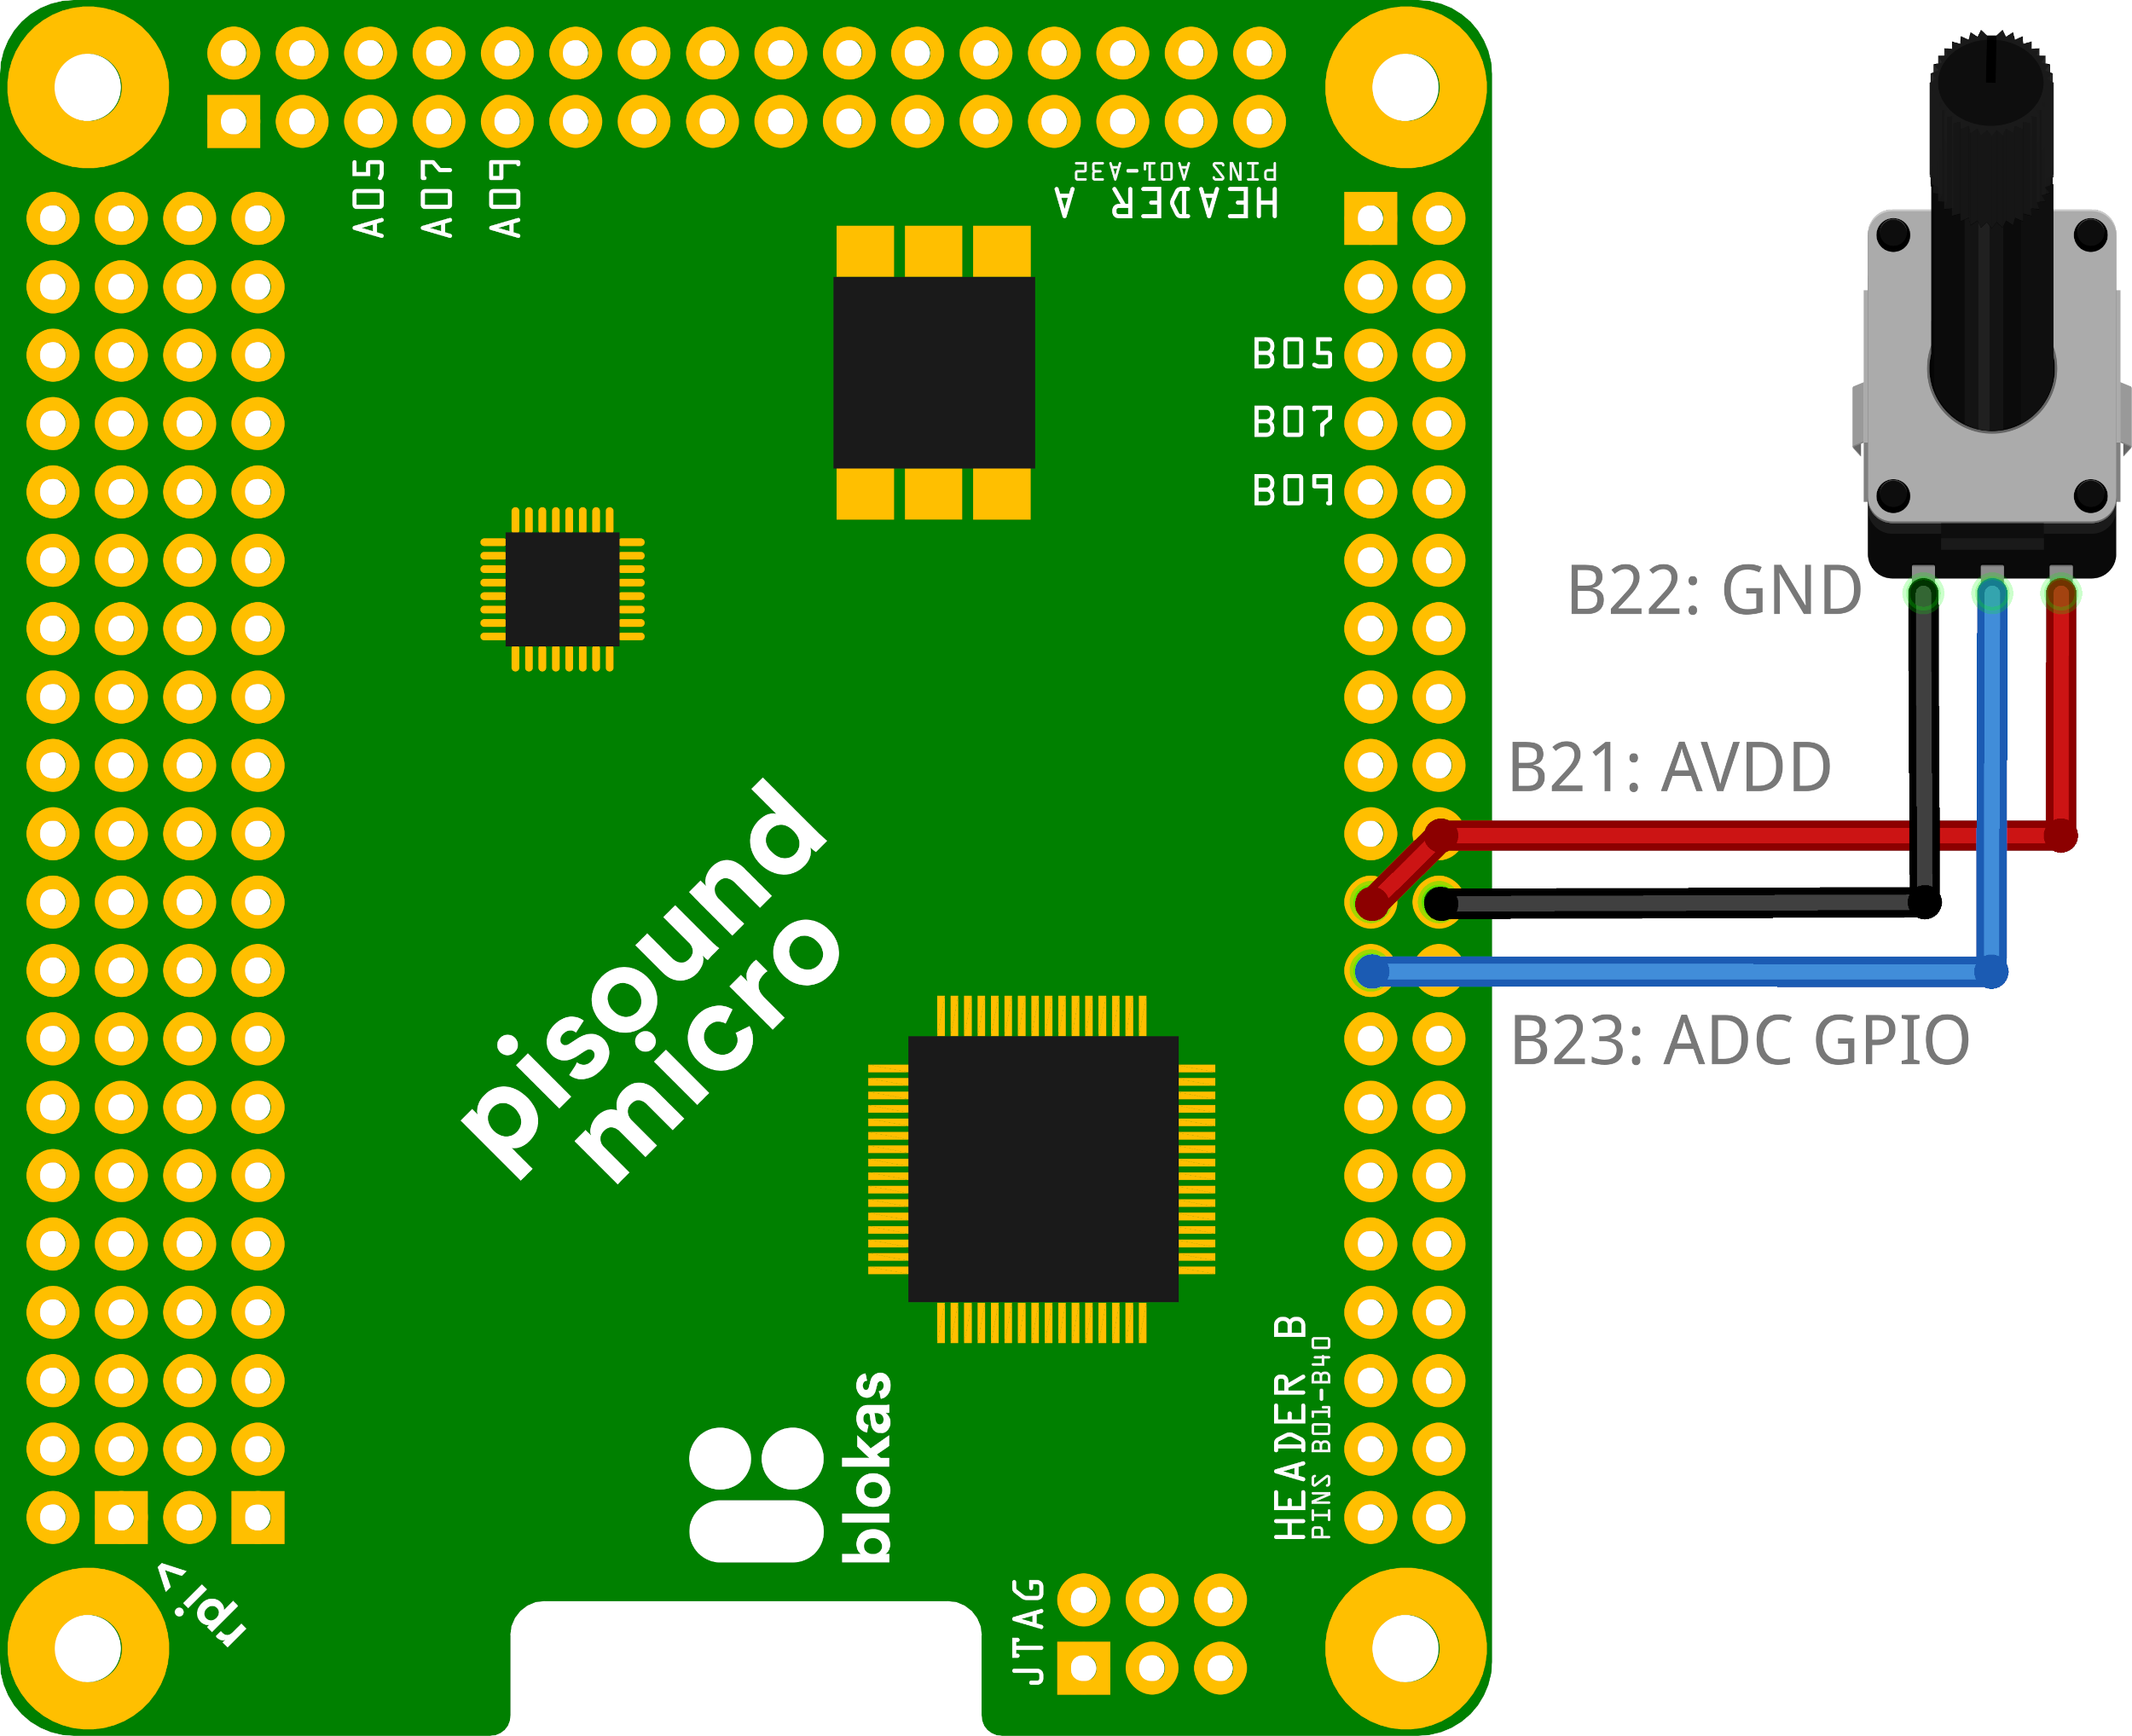 A05
A07
A09
PINS A01-A32
HEADER A
B05
B07
B09
B22: GND
B21: AVDD
B23: ADC GPIO
pisound
micro
HEADER B
PINS B01-B40
blokas
JTAG
rpi>